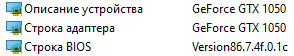 Описание устройства GeForce GTX 1050
Строка адаптера GeForce GTX 1050
Строка BIOS Version86.7.4f.0.1c